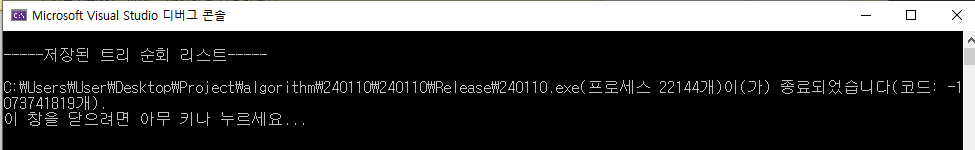 Microsoft Visual Studio 디버그 콘솔
-----저장된 트리 순회 리스트-----
C:₩Users₩User₩Desktop₩Project₩algorithm₩240110₩240110₩Release₩240110.exe(프로세스 22144개)이(가) 종료되었습니다(코드: -1
073741819개).
이 창을 닫으려면 아무 키나 누르세요...